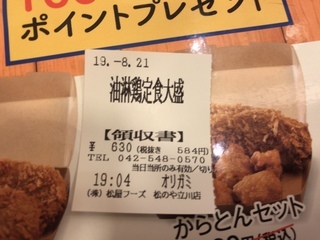 ポイントプレゼント
19.-8.21
油淋鶏定食大盛
【領収書】
¥ 630(税抜き 584円)
TEL 042-548-0570
当日当所のみ有効/切り
19:04 オリガミ
(株) 松屋フーズ 松のや立川店
からとんセット